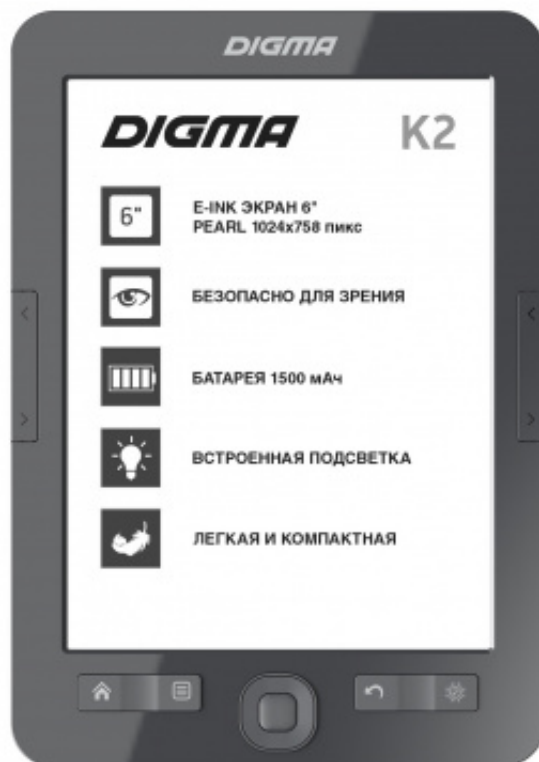 DIGMA
DIGMA K2
6"
E-INK ЭКРАН 6"
PEARL 1024x758 пикс
БЕЗОПАСНО ДЛЯ ЗРЕНИЯ
БАТАРЕЯ 1500 мАч
ВСТРОЕННАЯ ПОДСВЕТКА
ЛЕГКАЯ И КОМПАКТНАЯ